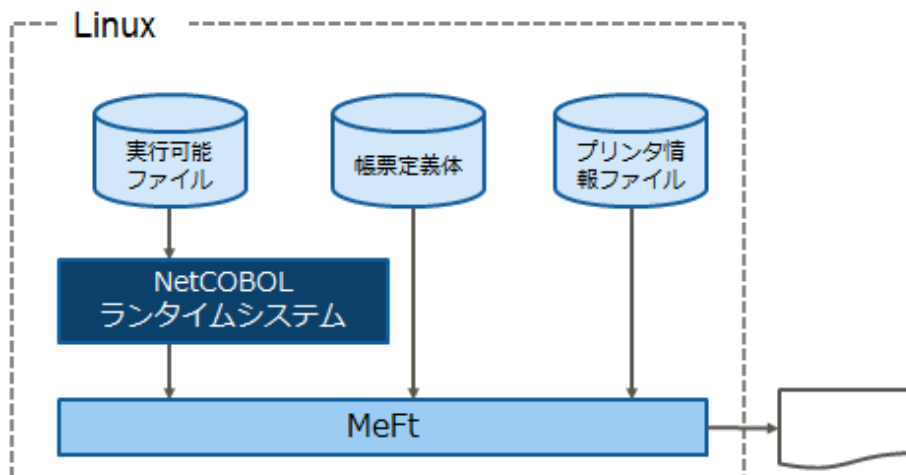 Linux
実行可能
ファイル
帳票定義体
プリンタ情
報ファイル
NetCOBOL
ランタイムシステム
MeFt